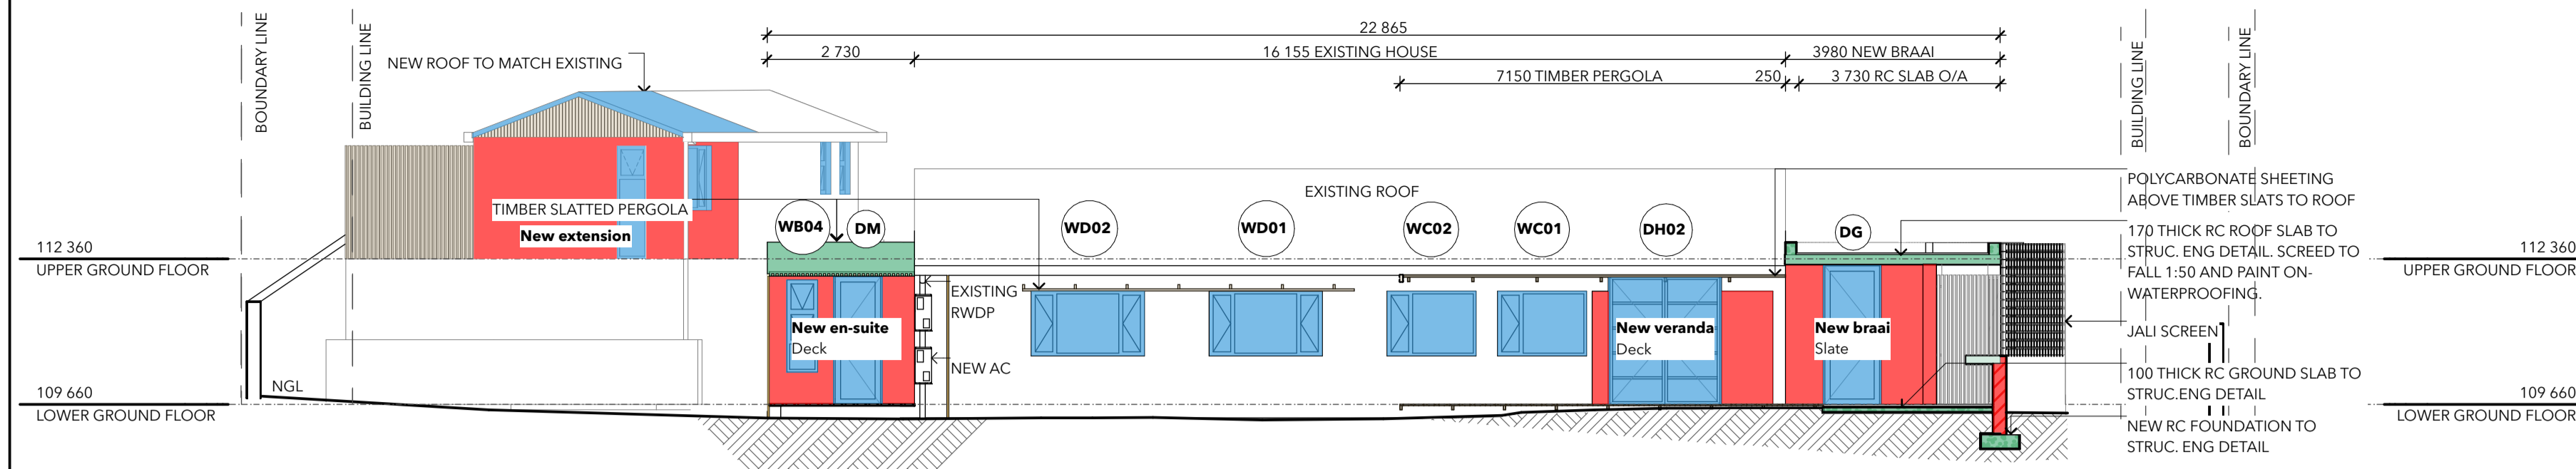 22 865
2 730
16 155 EXISTING HOUSE
3980 NEW BRAAI
7150 TIMBER PERGOLA
250
3 730 RC SLAB O/A
BOUNDARY LINE
BUILDING LINE
NEW ROOF TO MATCH EXISTING
BUILDING LINE
BOUNDARY LINE
EXISTING ROOF
POLYCARBONATE SHEETING
ABOVE TIMBER SLATS TO ROOF
TIMBER SLATTED PERGOLA
New extension
WB04
DM
WD02
WD01
WC02
WC01
DH02
DG
170 THICK RC ROOF SLAB TO
STRUC. ENG DETAIL. SCREED TO
FALL 1:50 AND PAINT ON-
WATERPROOFING.
112 360
UPPER GROUND FLOOR
112 360
UPPER GROUND FLOOR
EXISTING
RWDP
New en-suite
Deck
New veranda
Deck
New braai
Slate
JALI SCREEN
NEW AC
NGL
100 THICK RC GROUND SLAB TO
STRUC.ENG DETAIL
109 660
LOWER GROUND FLOOR
109 660
LOWER GROUND FLOOR
NEW RC FOUNDATION TO
STRUC. ENG DETAIL